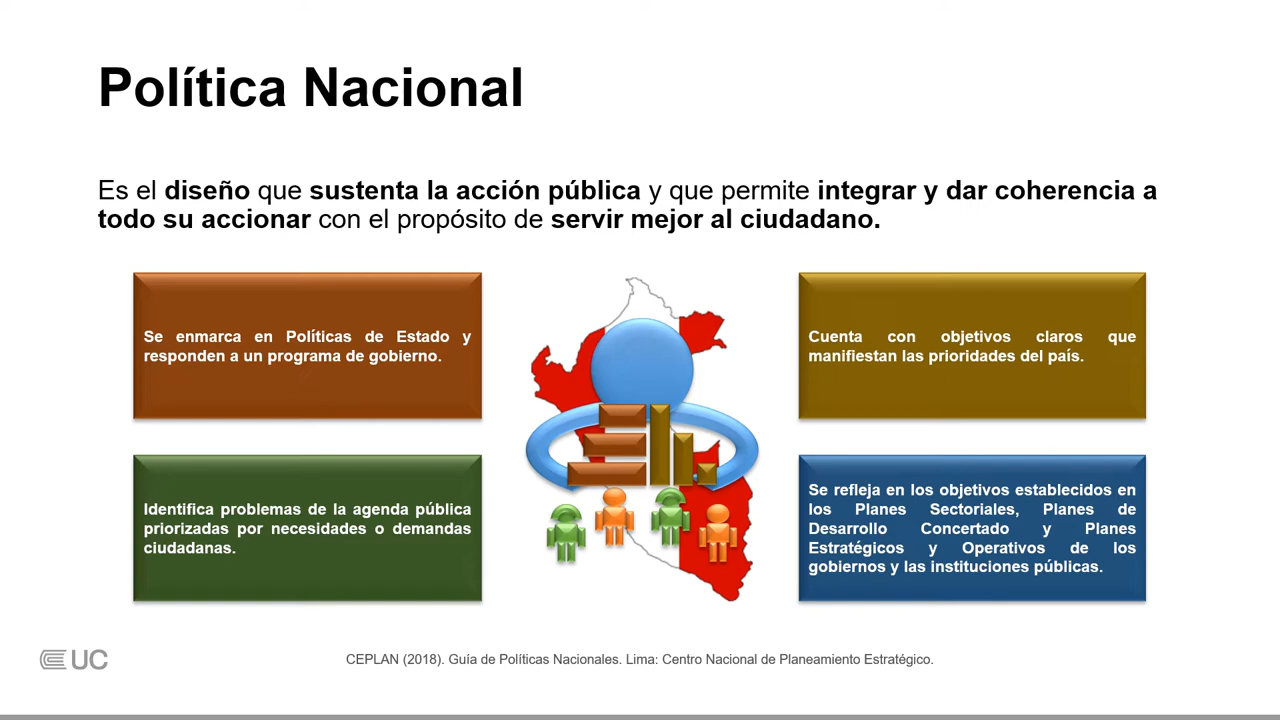 Política Nacional
Es el diseño que sustenta la acción pública y que permite integrar y dar coherencia a
todo su accionar con el propósito de servir mejor al ciudadano.
Se enmarca en Políticas de Estado y
responden a un programa de gobierno.
Cuenta con objetivos claros que
manifiestan las prioridades del país.
Identifica problemas de la agenda pública
priorizadas por necesidades o demandas
ciudadanas.
Se refleja en los objetivos establecidos en
los Planes Sectoriales, Planes de
Desarrollo Concertado y Planes
Estratégicos y Operativos de los
gobiernos y las instituciones públicas.
UC
CEPLAN (2018). Guía de Políticas Nacionales. Lima: Centro Nacional de Planeamiento Estratégico.